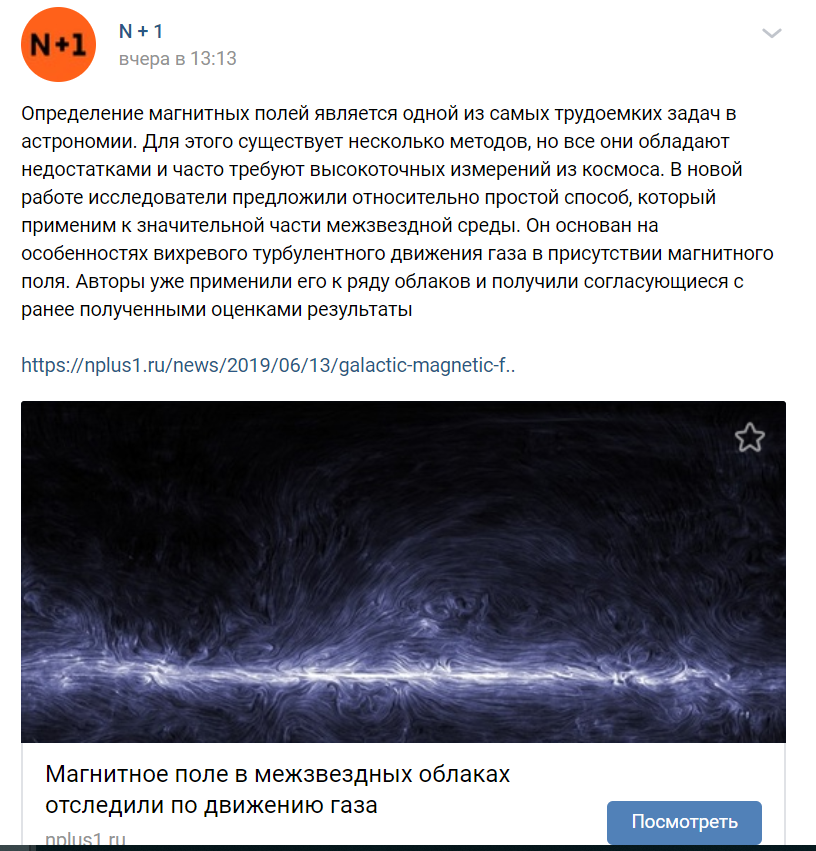 N+1
N + 1
вчера в 13:13
Определение магнитных полей является одной из самых трудоемких задач в
астрономии. Для этого существует несколько методов, но все они обладают
недостатками и часто требуют высокоточных измерений из космоса. В новой
работе исследователи предложили относительно простой способ, который
применим к значительной части межзвездной среды. Он основан на
особенностях вихревого турбулентного движения газа в присутствии магнитного
поля. Авторы уже применили его к ряду облаков и получили согласующиеся с
ранее полученными оценками результаты
https://nplus1.ru/news/2019/06/13/galactic-magnetic-f..
Магнитное поле в межзвездных облаках
отследили по движению газа
nplus1.ru
Посмотреть